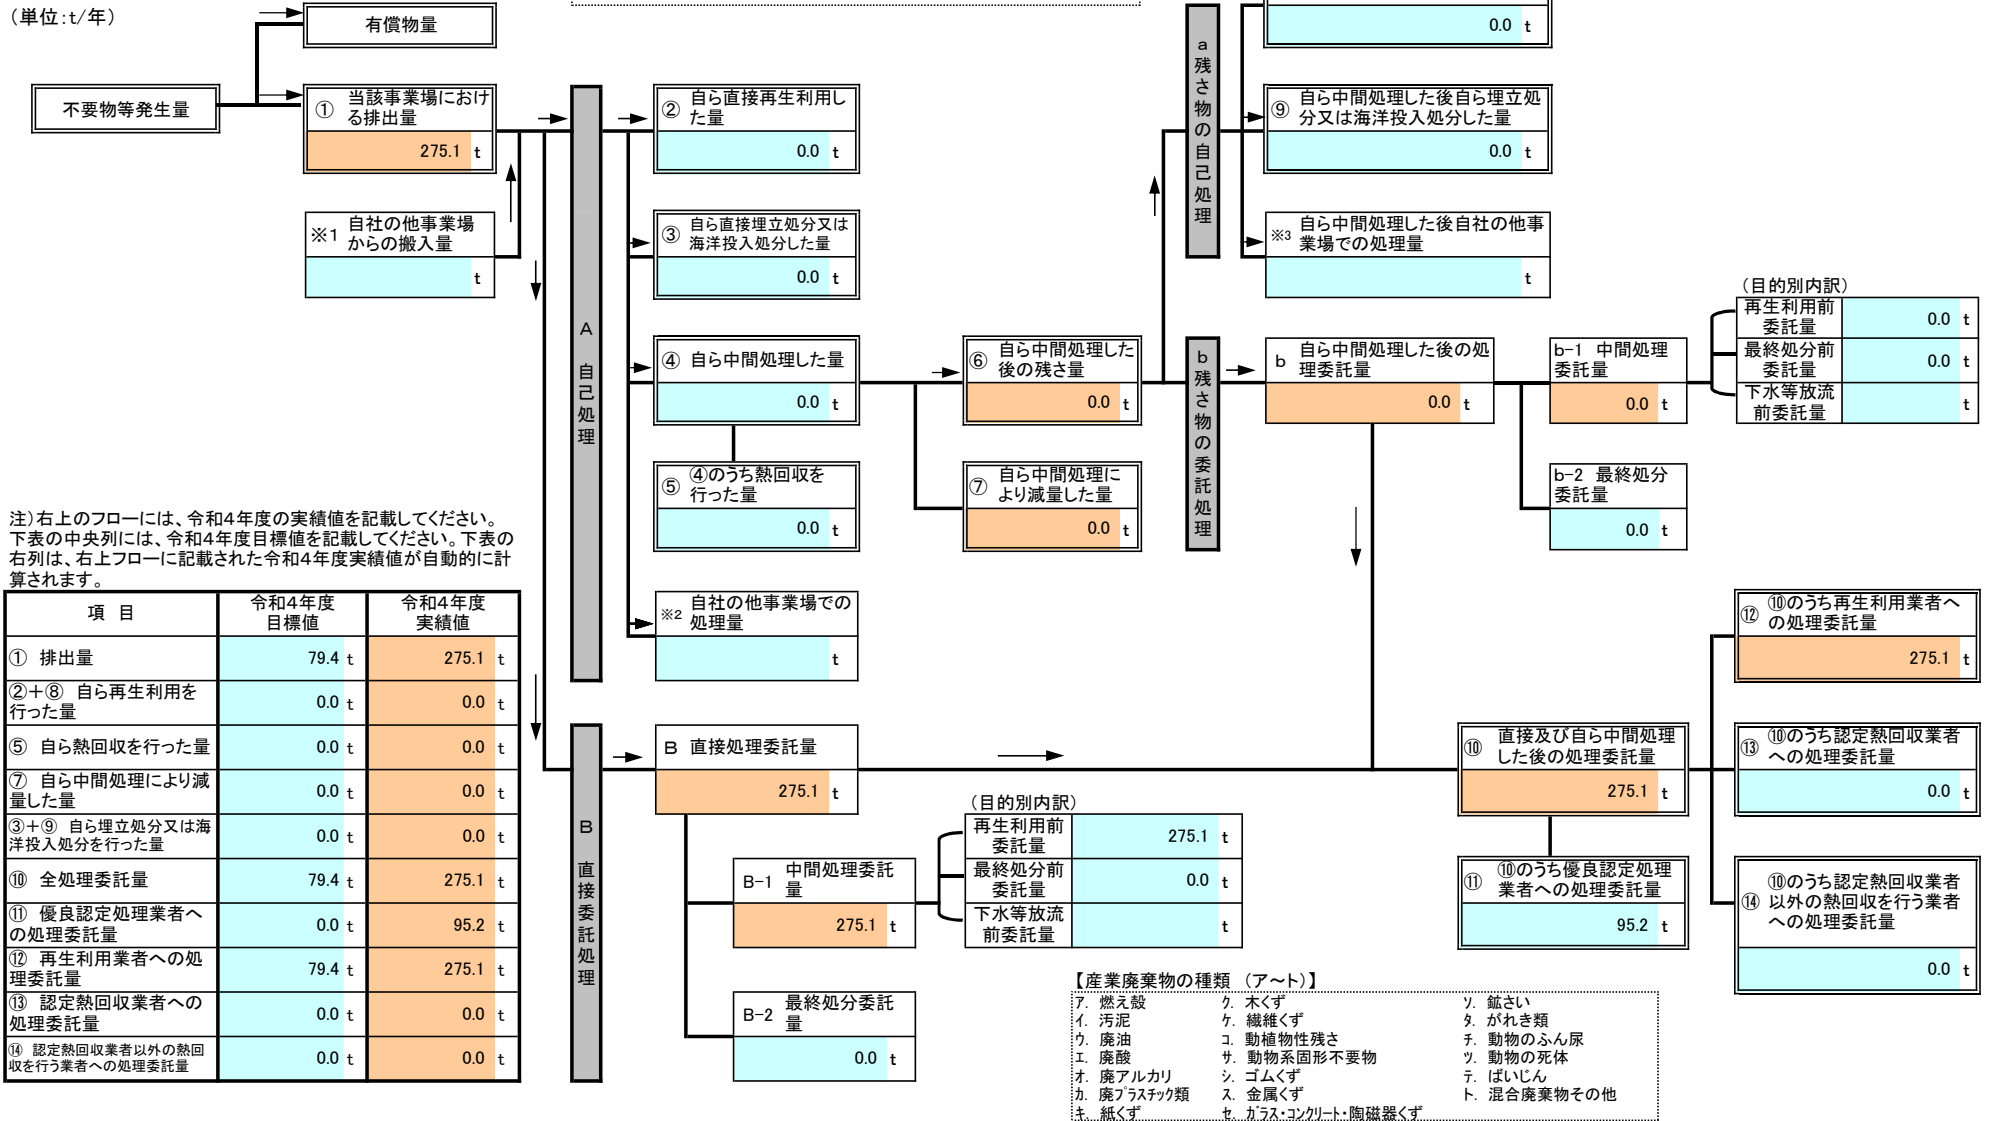 （単位：t/年）
有償物量
不要物等発生量
① 当該事業場におけ
る排出量
275.1 t
※1 自社の他事業場
からの搬入量
t
A 自己処理
② 自ら直接再生利用し
た量
0.0 t
③ 自ら直接埋立処分又は
海洋投入処分した量
0.0 t
④ 自ら中間処理した量
0.0 t
⑤ ④のうち熱回収を
行った量
0.0 t
※2 自社の他事業場での
処理量
t
⑥ 自ら中間処理した
後の残さ量
0.0 t
⑦ 自ら中間処理に
より減量した量
0.0 t
a 残さ物の自己処理
0.0 t
⑨ 自ら中間処理した後自ら埋立処
分又は海洋投入処分した量
0.0 t
※3 自ら中間処理した後自社の他事
業場での処理量
t
b 残さ物の委託処理
b 自ら中間処理した後の処
理委託量
0.0 t
b-1 中間処理
委託量
0.0 t
b-2 最終処分
委託量
0.0 t
（目的別内訳）
再生利用前
委託量
0.0 t
最終処分前
委託量
0.0 t
下水等放流
前委託量
t
注）右上のフローには、令和4年度の実績値を記載してください。
下表の中央列には、令和4年度目標値を記載してください。下表の
右列は、右上フローに記載された令和4年度実績値が自動的に計
算されます。
項 目 令和4年度 令和4年度
目標値 実績値
① 排出量 79.4 t 275.1 t
②＋⑧ 自ら再生利用を
行った量 0.0 t 0.0 t
⑤ 自ら熱回収を行った量 0.0 t 0.0 t
⑦ 自ら中間処理により減
量した量 0.0 t 0.0 t
③＋⑨ 自ら埋立処分又は海
洋投入処分を行った量 0.0 t 0.0 t
⑩ 全処理委託量 79.4 t 275.1 t
⑪ 優良認定処理業者へ
の処理委託量 0.0 t 95.2 t
⑫ 再生利用業者への処
理委託量 79.4 t 275.1 t
⑬ 認定熱回収業者への
処理委託量 0.0 t 0.0 t
⑭ 認定熱回収業者以外の熱回
収を行う業者への処理委託量 0.0 t 0.0 t
B 直接委託処理
B 直接処理委託量
275.1 t
B-1 中間処理委託
量
275.1 t
B-2 最終処分委託
量
0.0 t
（目的別内訳）
再生利用前
委託量
275.1 t
最終処分前
委託量
0.0 t
下水等放流
前委託量
t
⑩ 直接及び自ら中間処理
した後の処理委託量
275.1 t
⑪ ⑩のうち優良認定処理
業者への処理委託量
95.2 t
⑫ ⑩のうち再生利用業者へ
の処理委託量
275.1 t
⑬ ⑩のうち認定熱回収業者
への処理委託量
0.0 t
⑭ ⑩のうち認定熱回収業者
以外の熱回収を行う業者
への処理委託量
0.0 t
【産業廃棄物の種類 （ア～ト）】
ア. 燃え殻 ク. 木くず ソ. 鉱さい
イ. 汚泥 ケ. 繊維くず タ. がれき類
ウ. 廃油 コ. 動植物性残さ チ. 動物のふん尿
エ. 廃酸 サ. 動物系固形不要物 ツ. 動物の死体
オ. 廃アルカリ シ. ゴムくず テ. ばいじん
カ. 廃プラスチック類 ス. 金属くず ト. 混合廃棄物その他
キ. 紙くず セ. ガラス・コンクリート・陶磁器くず